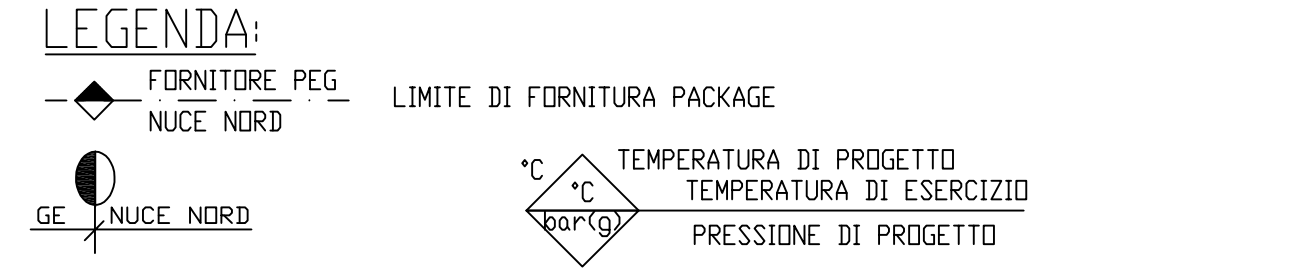 LEGENDA:
FORNITORE PEG
NUCE NORD
LIMITE DI FORNITURA PACKAGE
GE NUCE NORD
°C TEMPERATURA DI PROGETTO
°C TEMPERATURA DI ESERCIZIO
bar(g) PRESSIONE DI PROGETTO